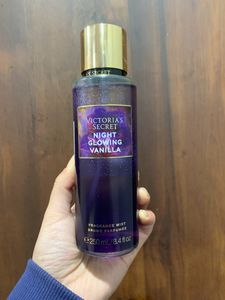 VICTORIA'S
SECRET
NIGHT
GLOWING
VANILLA
FRAGRANCE MIST
BRUME PARFUMÉE
℮ 250 mL / 8.4 fl oz